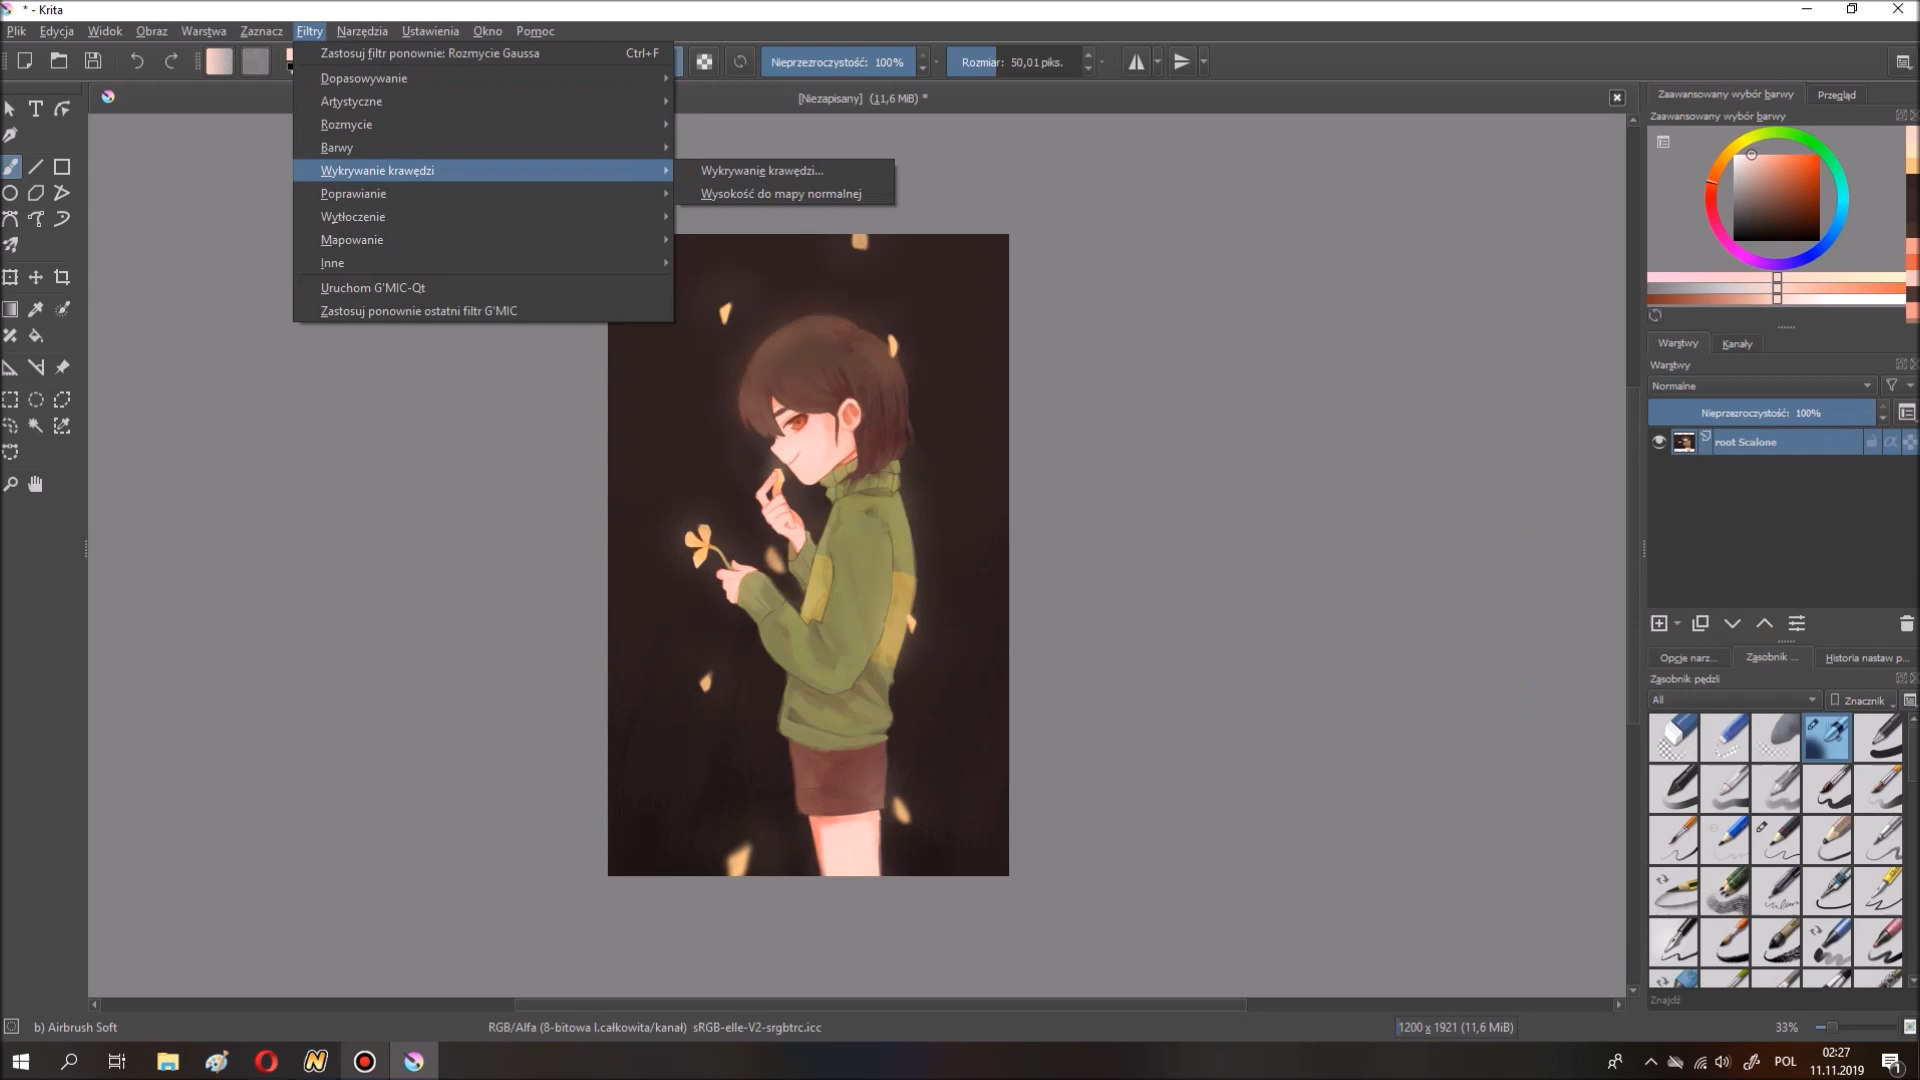 * - Krita
Plik Edycja Widok Obraz Warstwa Zaznacz Filtry Narzędzia Ustawienia Okno Pomoc
Zastosuj filtr ponownie: Rozmycie Gaussa Ctrl+F
Dopasowywanie
Artystyczne
Rozmycie
Barwy
Wykrywanie krawędzi
Poprawianie
Wytłoczenie
Mapowanie
Inne
Uruchom G'MIC-Qt
Zastosuj ponownie ostatni filtr G'MIC
Wykrywanie krawędzi...
Wysokość do mapy normalnej
Nieprzezroczystość: 100%
Rozmiar: 50,01 piks.
[Niezapisany] (11,6 MiB) *
Zaawansowany wybór barwy Przegląd
Zaawansowany wybór barwy
Warstwy Kanały
Warstwy
Normalne
Nieprzezroczystość: 100%
root Scalone
Opcje narz... Zasobnik ... Historia nastaw p...
Zasobnik pędzli
All Znacznik
Znajdź
b) Airbrush Soft
RGB/Alfa (8-bitowa l.całkowita/kanał) sRGB-elle-V2-srgbtrc.icc
1200 x 1921 (11,6 MiB)
33%
POL
02:27
11.11.2019
1